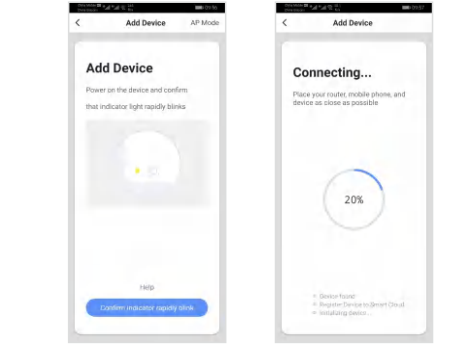 Add Device
AP Mode
Add Device
Power on the device and confirm
that indicator light rapidly blinks
Help
Confirm indicator rapidly blink
Add Device
Connecting...
Place your router, mobile phone, and
device as close as possible
20%
Device found
Register Device to Smart Cloud
Initializing device...